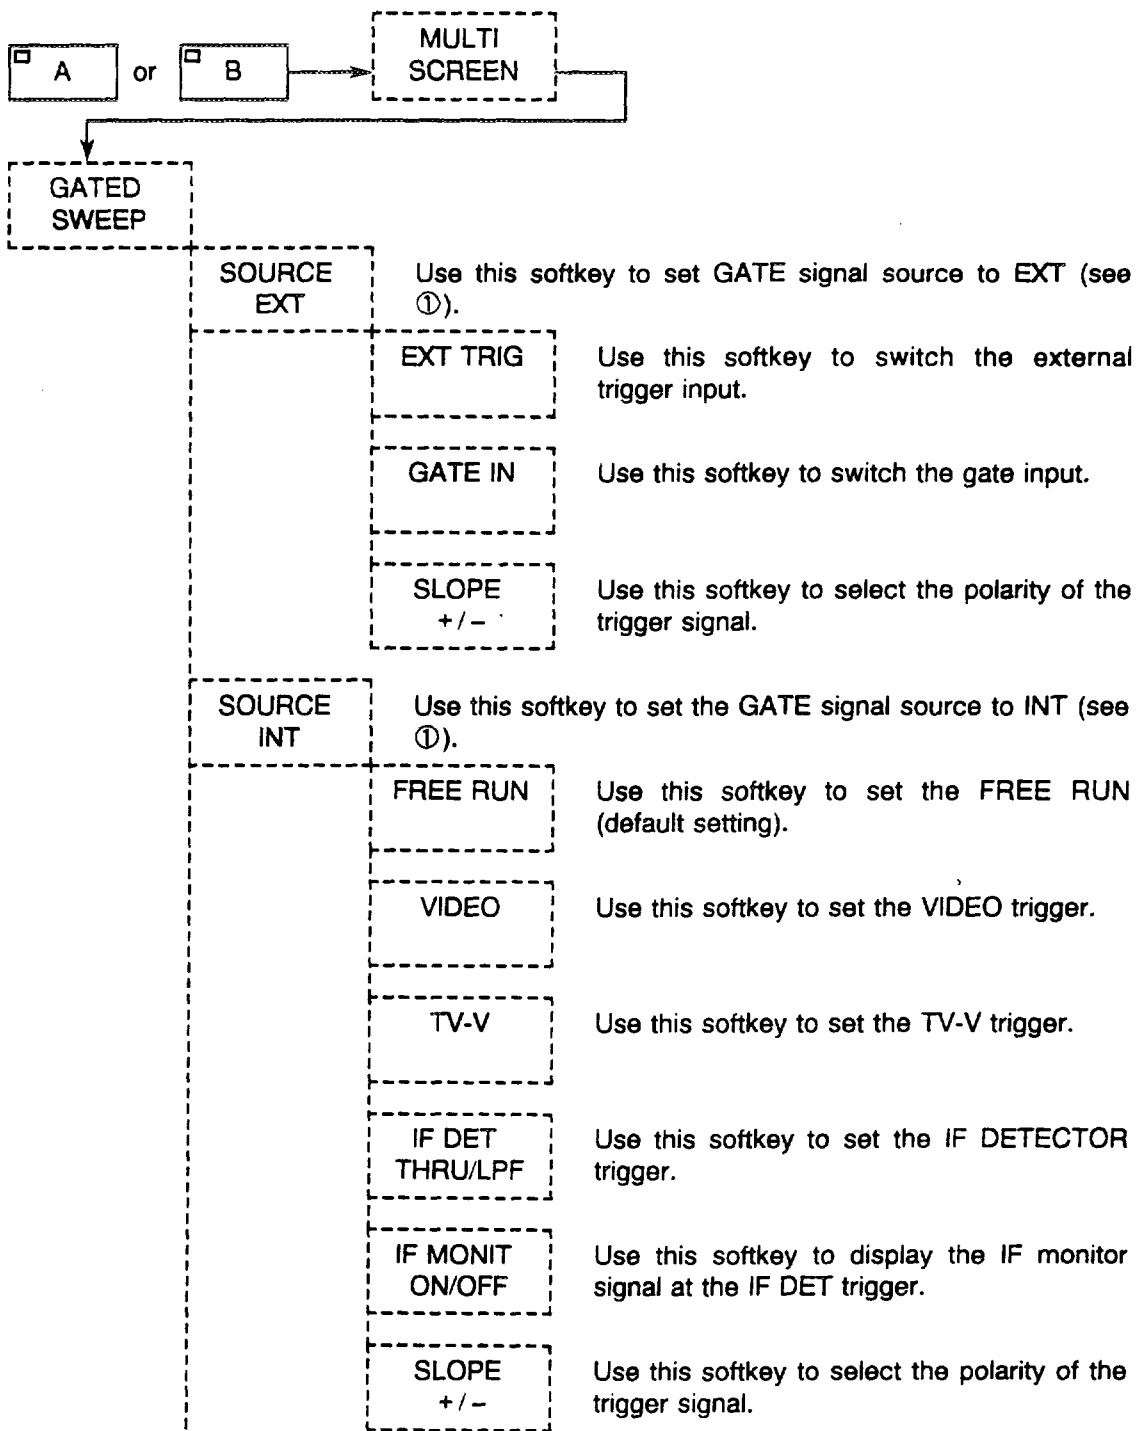 A or B MULTI
SCREEN
GATED
SWEEP
SOURCE
EXT
Use this softkey to set GATE signal source to EXT (see
①).
EXT TRIG
Use this softkey to switch the external
trigger input.
GATE IN
Use this softkey to switch the gate input.
SLOPE
+/–
Use this softkey to select the polarity of the
trigger signal.
SOURCE
INT
Use this softkey to set the GATE signal source to INT (see
①).
FREE RUN
Use this softkey to set the FREE RUN
(default setting).
VIDEO
Use this softkey to set the VIDEO trigger.
TV-V
Use this softkey to set the TV-V trigger.
IF DET
THRU/LPF
Use this softkey to set the IF DETECTOR
trigger.
IF MONIT
ON/OFF
Use this softkey to display the IF monitor
signal at the IF DET trigger.
SLOPE
+/–
Use this softkey to select the polarity of the
trigger signal.